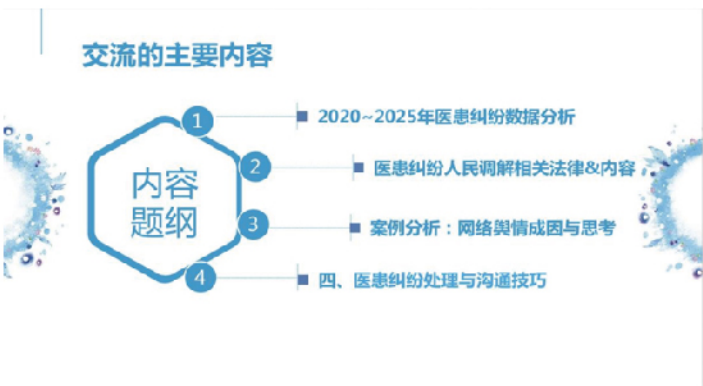 交流的主要内容
1
2020~2025年医患纠纷数据分析
2
医患纠纷人民调解相关法律&内容
内容
题纲
3
案例分析：网络舆情成因与思考
4
四、医患纠纷处理与沟通技巧